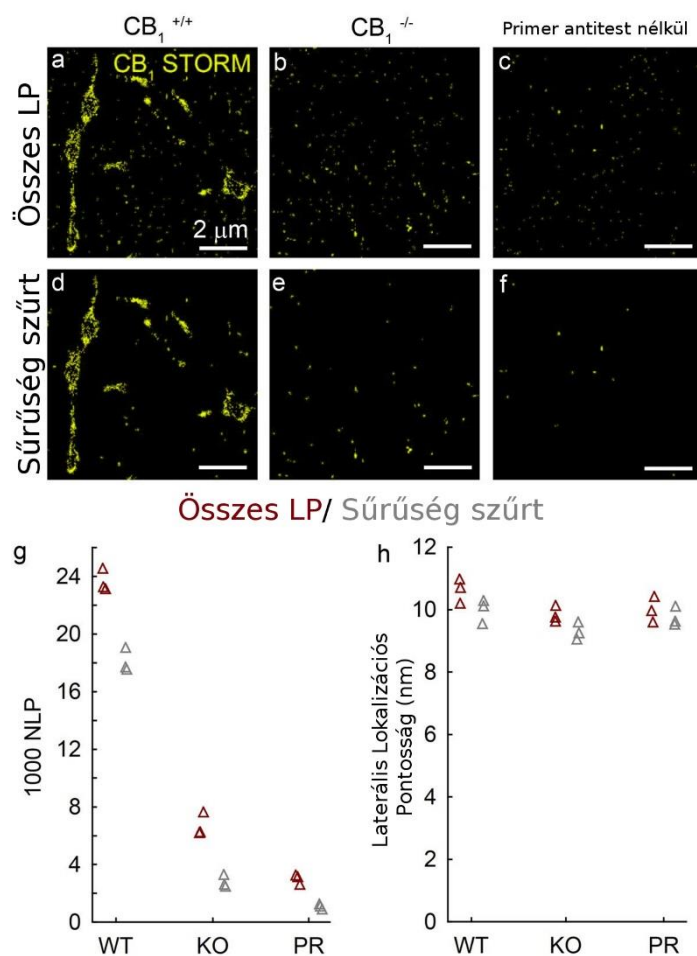 CB₁ +/+ CB₁ -/- Primer antitest nélkül
Összes LP
a CB₁ STORM b c
2 μm
Sűrűség szűrt
d e f
Összes LP/ Sűrűség szűrt
g
1000 NLP
24
20
16
12
8
4
0
WT KO PR
h
Laterális Lokalizációs
Pontosság (nm)
12
10
8
6
4
2
0
WT KO PR